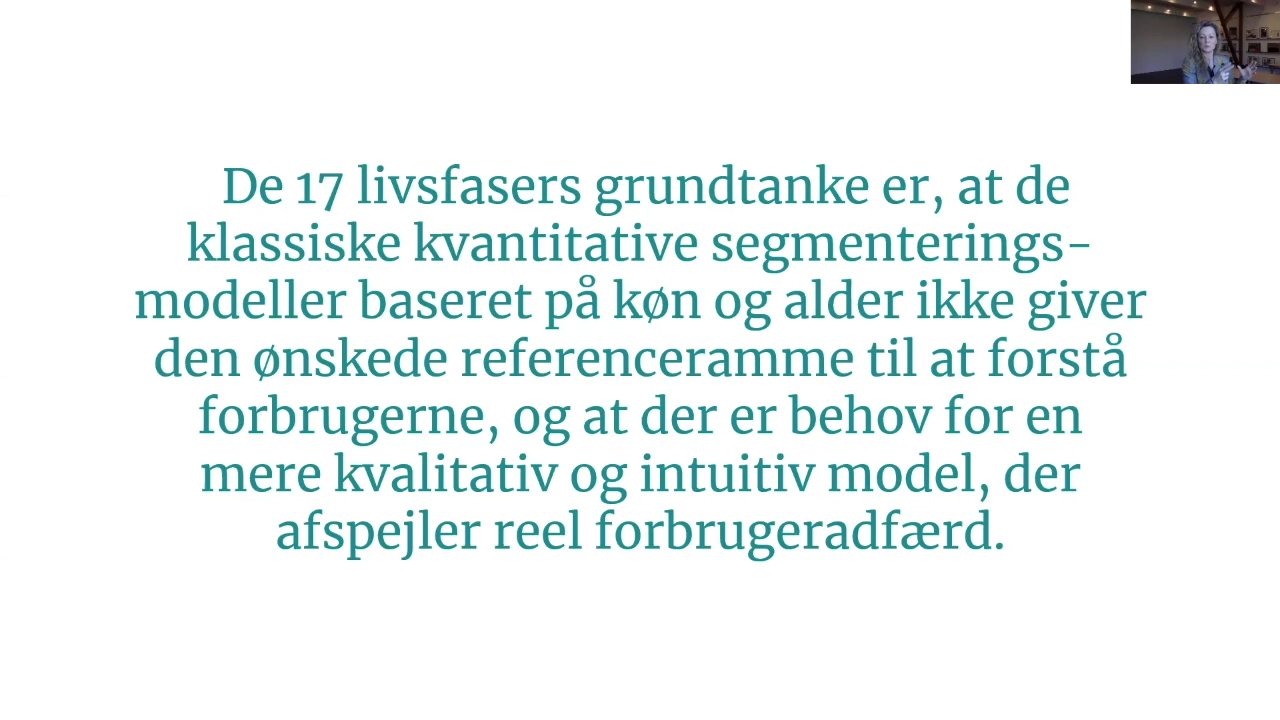 De 17 livsfasers grundtanke er, at de
klassiske kvantitative segmenterings-
modeller baseret på køn og alder ikke giver
den ønskede referenceramme til at forstå
forbrugerne, og at der er behov for en
mere kvalitativ og intuitiv model, der
afspejler reel forbrugeradfærd.